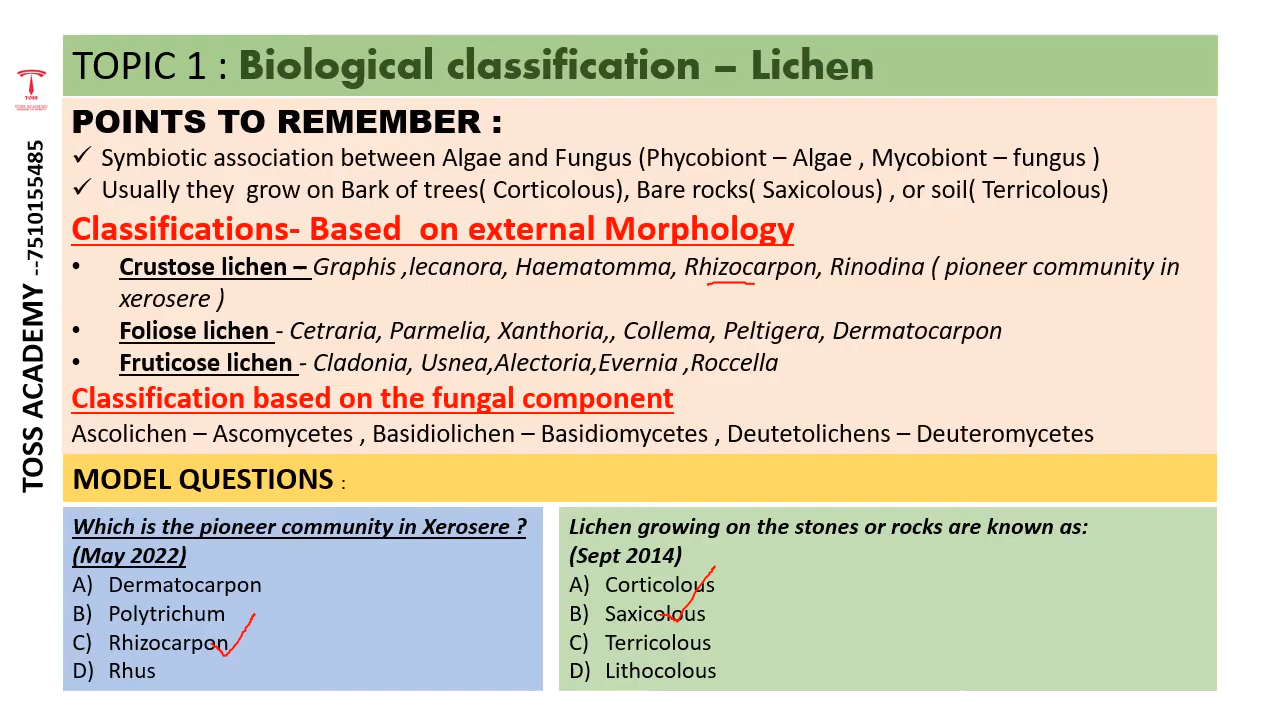 TOPIC 1 : Biological classification – Lichen
TOSS
TOSS ACADEMY --7510155485
POINTS TO REMEMBER :
✓ Symbiotic association between Algae and Fungus (Phycobiont – Algae , Mycobiont – fungus )
✓ Usually they grow on Bark of trees( Corticolous), Bare rocks( Saxicolous) , or soil( Terricolous)
Classifications- Based on external Morphology
• Crustose lichen – Graphis ,lecanora, Haematomma, Rhizocarpon, Rinodina ( pioneer community in
xerosere )
• Foliose lichen - Cetraria, Parmelia, Xanthoria,, Collema, Peltigera, Dermatocarpon
• Fruticose lichen - Cladonia, Usnea,Alectoria,Evernia ,Roccella
Classification based on the fungal component
Ascolichen – Ascomycetes , Basidiolichen – Basidiomycetes , Deutetolichens – Deuteromycetes
MODEL QUESTIONS :
Which is the pioneer community in Xerosere ?
(May 2022)
A) Dermatocarpon
B) Polytrichum
C) Rhizocarpon
D) Rhus
Lichen growing on the stones or rocks are known as:
(Sept 2014)
A) Corticolous
B) Saxicolous
C) Terricolous
D) Lithocolous